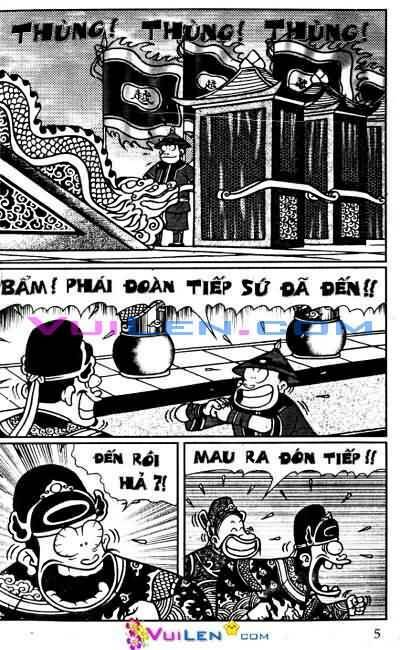 THÙNG! THÙNG! THÙNG!
BẨM! PHÁI ĐOÀN TIẾP SỨ ĐÃ ĐẾN!!
VUILEN.COM
ĐẾN RỒI
HẢ ?!
MAU RA ĐÓN TIẾP!!
5
VUILEN.COM